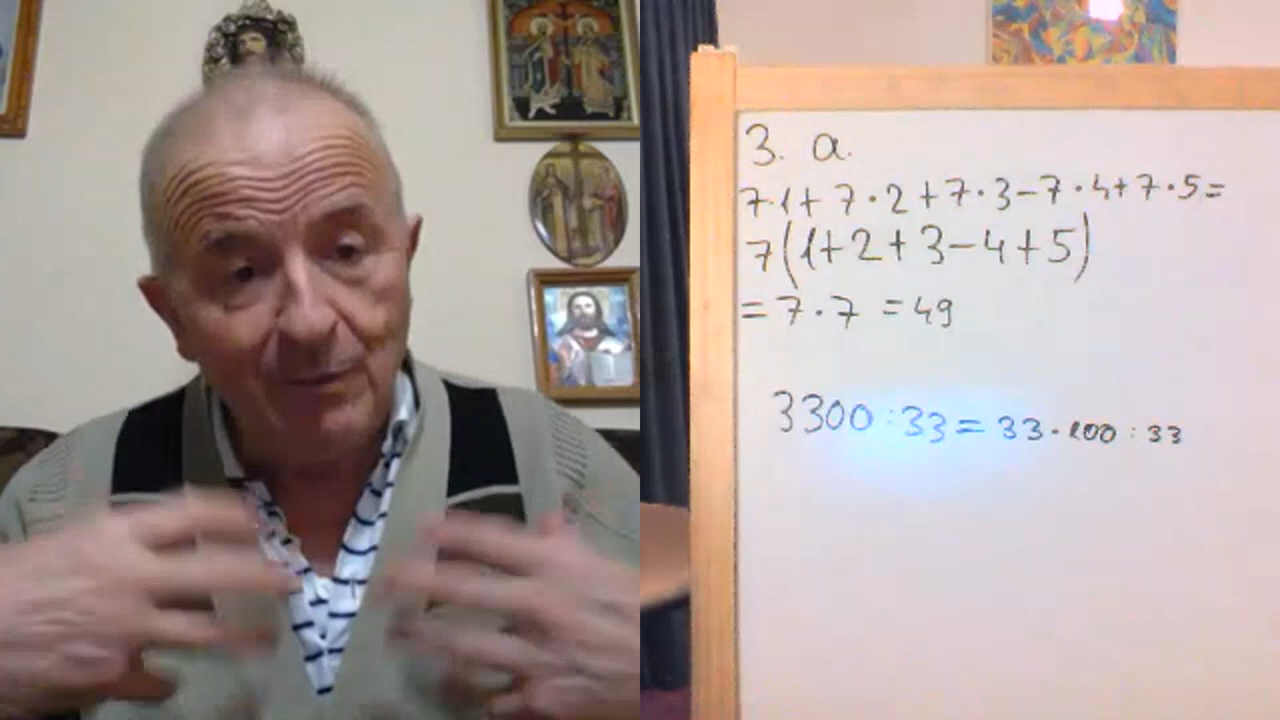 3. a.
7·1+7·2+7·3-7·4+7·5=
7(1+2+3-4+5)
=7·7=49
3300:33=33·100:33